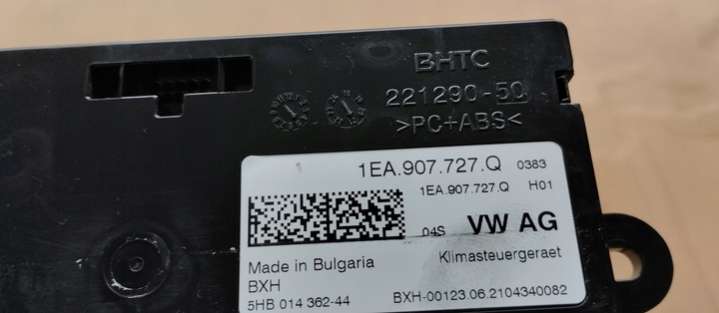 BHTC
221290-50
>PC+ABS<
1EA.907.727.Q 0383
1EA.907.727.Q H01
04S VW AG
Made in Bulgaria Klimasteuergeraet
BXH
5HB 014 362-44 BXH-00123.06.2104340082